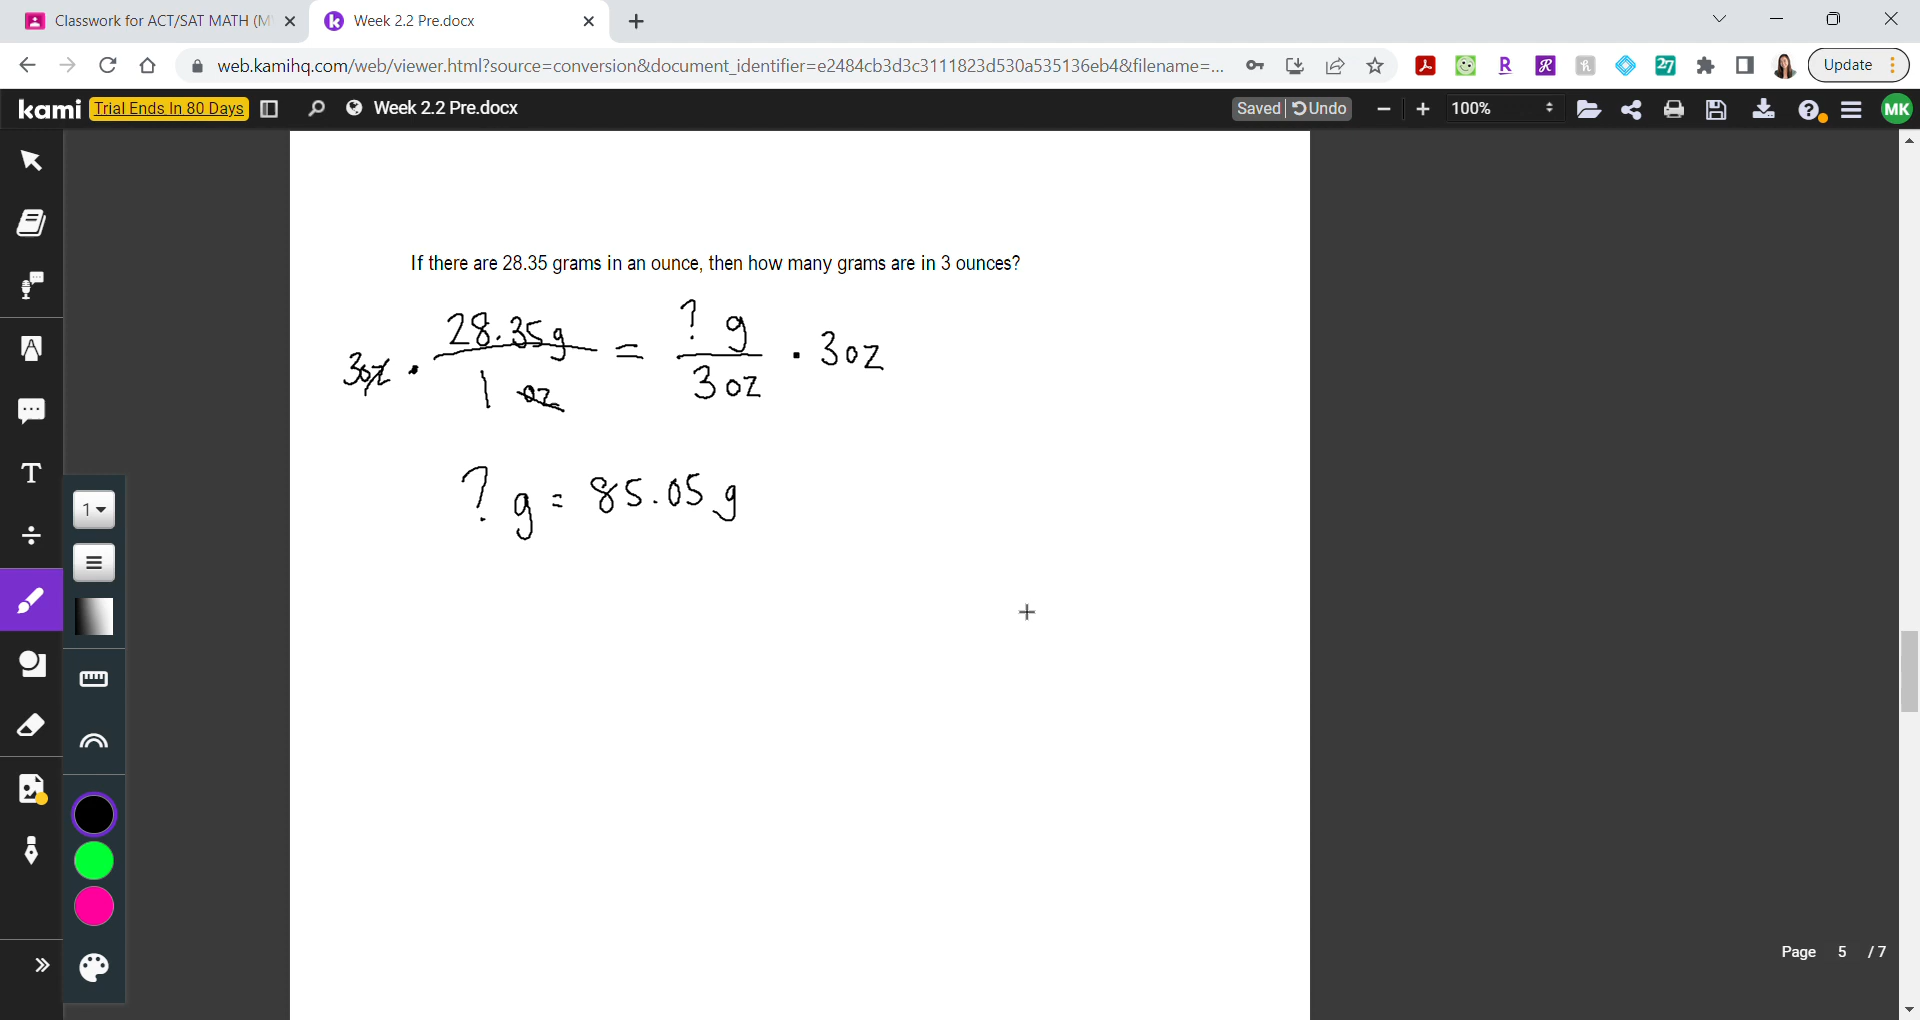 Classwork for ACT/SAT MATH (M
Week 2.2 Pre.docx
web.kamihq.com/web/viewer.html?source=conversion&document_identifier=e2484cb3d3c3111823d530a535136eb4&filename=...
Update
kami
Trial Ends In 80 Days
Week 2.2 Pre.docx
Saved
Undo
100%
MK
If there are 28.35 grams in an ounce, then how many grams are in 3 ounces?
3oz · 28.35g / 1 oz = ? g / 3 oz · 3oz
? g = 85.05 g
1
Page 5 / 7